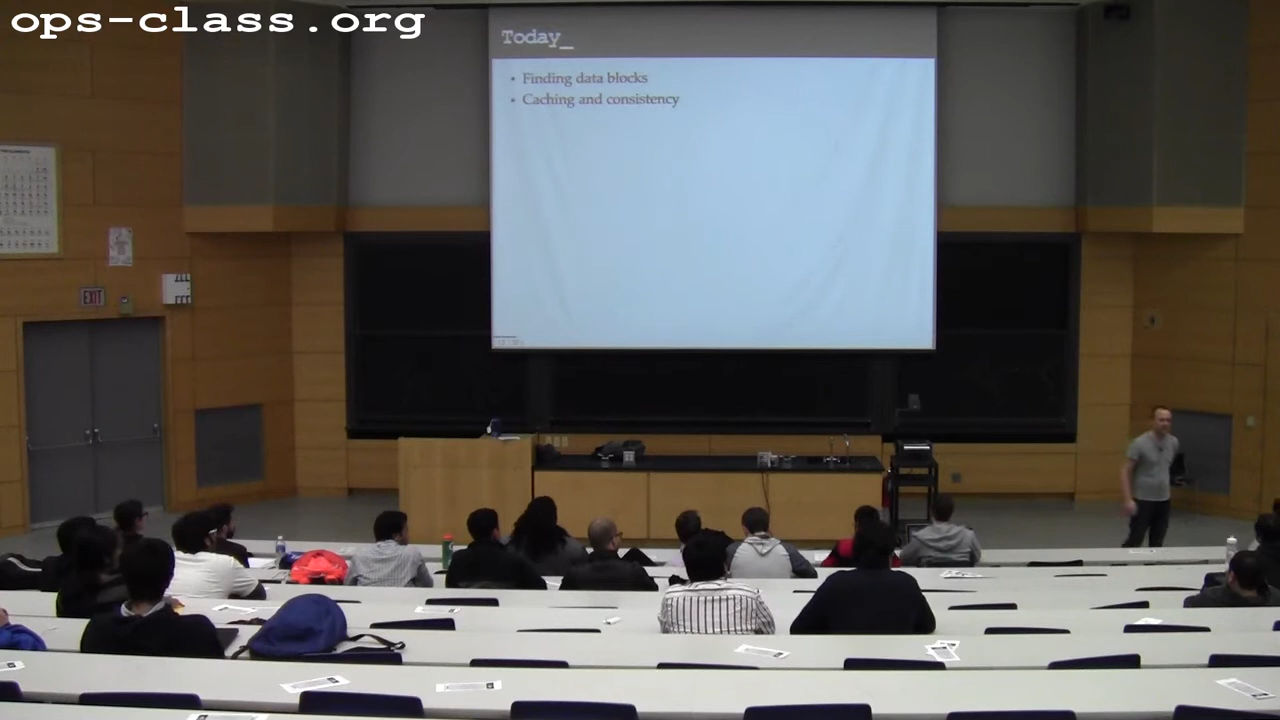 ops-class.org
Today_
• Finding data blocks
• Caching and consistency
EXIT